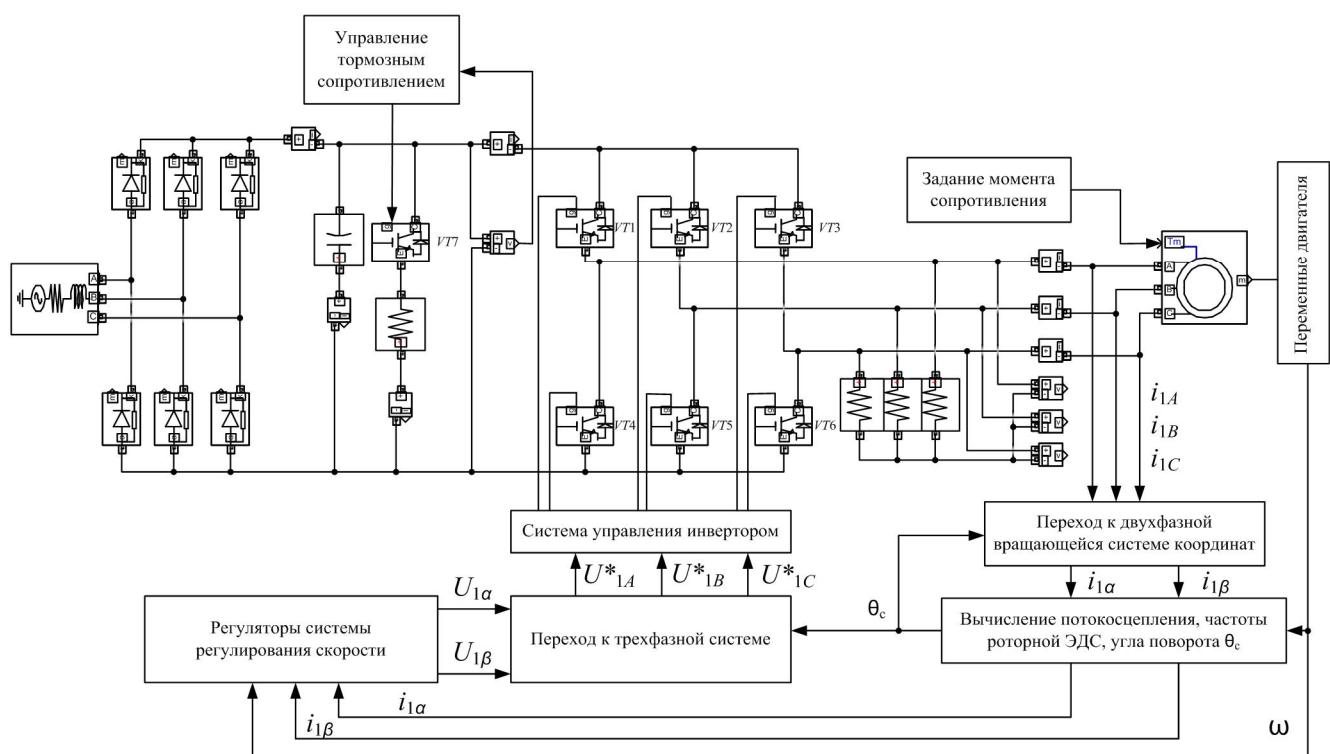 Управление
тормозным
сопротивлением
VT7
VT1
VT2
VT3
Задание момента
сопротивления
Tm
A
B
C
m
Переменные двигателя
A
B
C
VT4
VT5
VT6
i1A
i1B
i1C
Система управления инвертором
Переход к двухфазной
вращающейся системе координат
U*1A
U*1B
U*1C
i1α
i1β
U1α
U1β
Регуляторы системы
регулирования скорости
Переход к трехфазной системе
θc
Вычисление потокосцепления, частоты
роторной ЭДС, угла поворота θc
i1α
i1β
ω